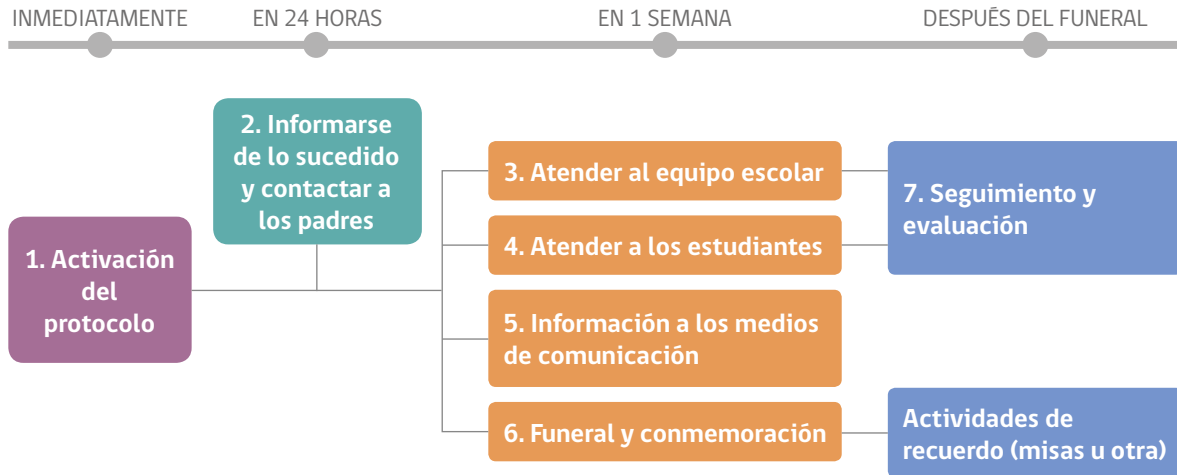 INMEDIATAMENTE
EN 24 HORAS
EN 1 SEMANA
DESPUÉS DEL FUNERAL
1. Activación
del
protocolo
2. Informarse
de lo sucedido
y contactar a
los padres
3. Atender al equipo escolar
4. Atender a los estudiantes
5. Información a los medios
de comunicación
6. Funeral y conmemoración
7. Seguimiento y
evaluación
Actividades de
recuerdo (misas u otra)